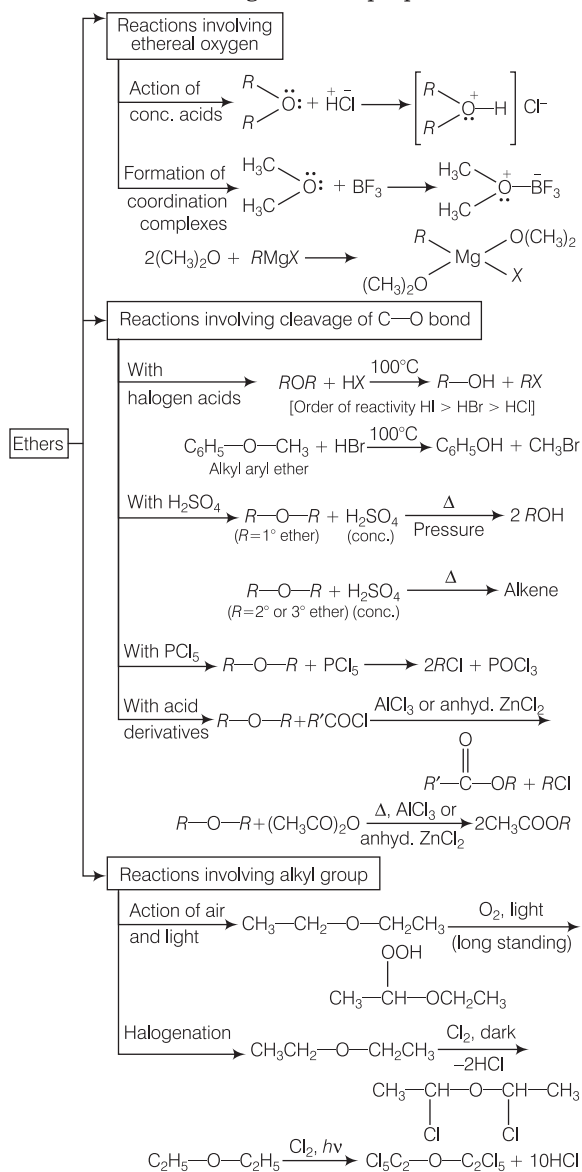 Reactions involving
ethereal oxygen
Action of
conc. acids
R
R
O: + H⁺Cl⁻ ⟶ [R R O⁺—H] Cl⁻
Formation of
coordination
complexes
H₃C
H₃C
O: + BF₃ ⟶
H₃C
H₃C
O⁺—B⁻F₃
2(CH₃)₂O + RMgX ⟶
R
O(CH₃)₂
Mg
(CH₃)₂O
X
Reactions involving cleavage of C—O bond
With
halogen acids
ROR + HX —100°C→ R—OH + RX
[Order of reactivity HI > HBr > HCl]
Ethers
C₆H₅—O—CH₃ + HBr —100°C→ C₆H₅OH + CH₃Br
Alkyl aryl ether
With H₂SO₄
R—O—R + H₂SO₄ —Δ→ 2 ROH
(R=1° ether) (conc.) Pressure
R—O—R + H₂SO₄ —Δ→ Alkene
(R=2° or 3° ether) (conc.)
With PCl₅
R—O—R + PCl₅ ⟶ 2RCl + POCl₃
With acid
derivatives
R—O—R+R′COCl —AlCl₃ or anhyd. ZnCl₂→
O
||
R′—C—OR + RCl
R—O—R+(CH₃CO)₂O —Δ, AlCl₃ or anhyd. ZnCl₂→ 2CH₃COOR
Reactions involving alkyl group
Action of air
and light
CH₃—CH₂—O—CH₂CH₃ —O₂, light (long standing)→
OOH
CH₃—CH—OCH₂CH₃
Halogenation
CH₃CH₂—O—CH₂CH₃ —Cl₂, dark –2HCl→
CH₃—CH—O—CH—CH₃
Cl Cl
C₂H₅—O—C₂H₅ —Cl₂, hν→ Cl₅C₂—O—C₂Cl₅ + 10HCl